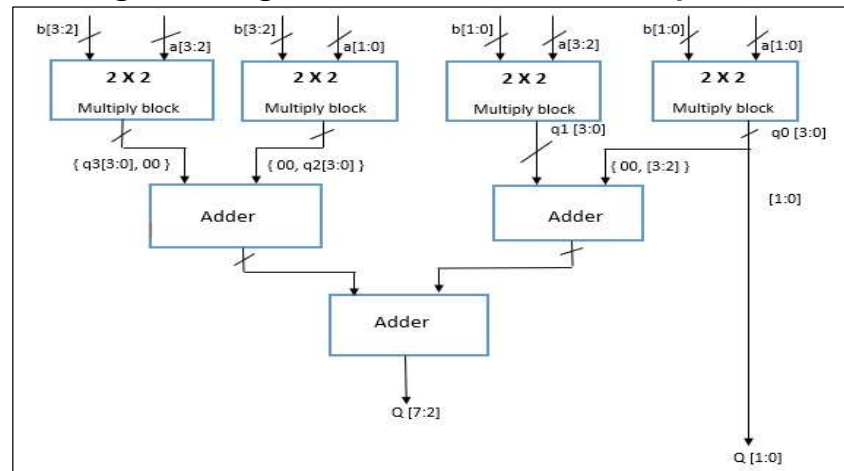 b[3:2]
a[3:2]
b[3:2]
a[1:0]
b[1:0]
a[3:2]
b[1:0]
a[1:0]
2 X 2
Multiply block
2 X 2
Multiply block
2 X 2
Multiply block
2 X 2
Multiply block
q1 [3:0]
q0 [3:0]
{ q3[3:0], 00 }
{ 00, q2[3:0] }
{ 00, [3:2] }
[1:0]
Adder
Adder
Adder
Q [7:2]
Q [1:0]